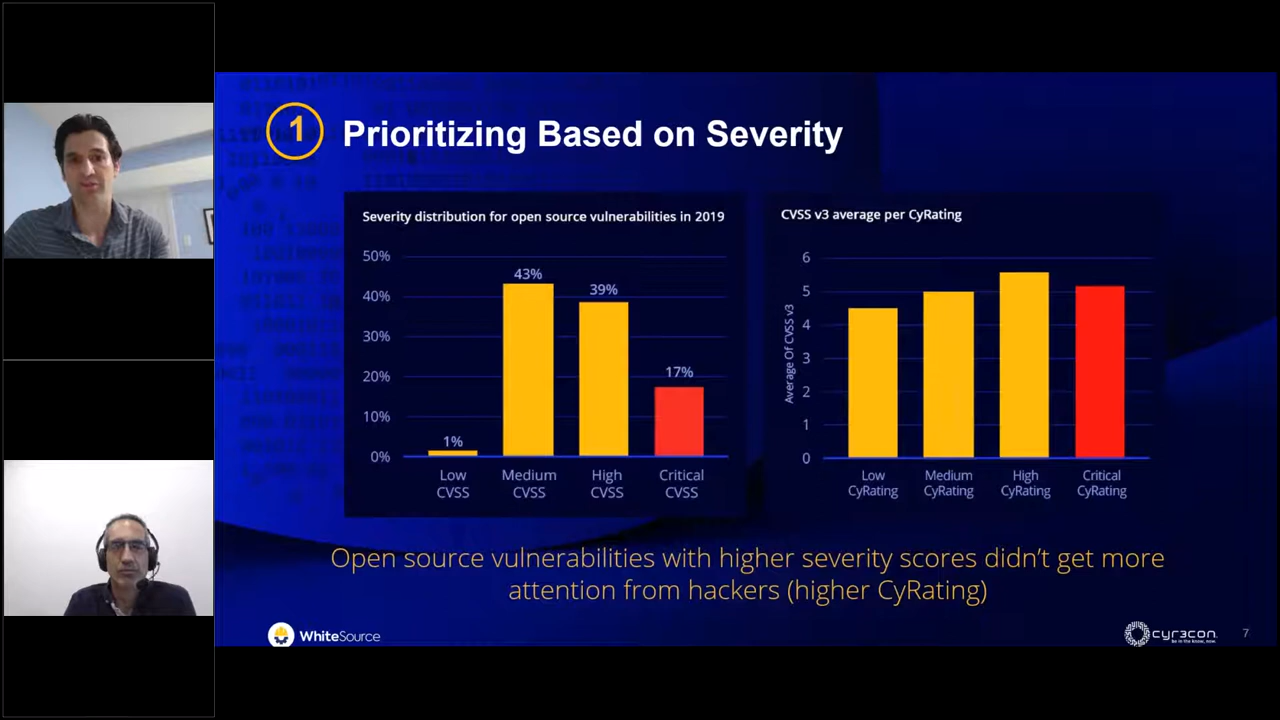 1
Prioritizing Based on Severity
Severity distribution for open source vulnerabilities in 2019
50%
40%
30%
20%
10%
0%
1%
43%
39%
17%
Low
CVSS
Medium
CVSS
High
CVSS
Critical
CVSS
CVSS v3 average per CyRating
Average Of CVSS v3
6
5
4
3
2
1
0
Low
CyRating
Medium
CyRating
High
CyRating
Critical
CyRating
Open source vulnerabilities with higher severity scores didn’t get more
attention from hackers (higher CyRating)
WhiteSource
cyr3con
7